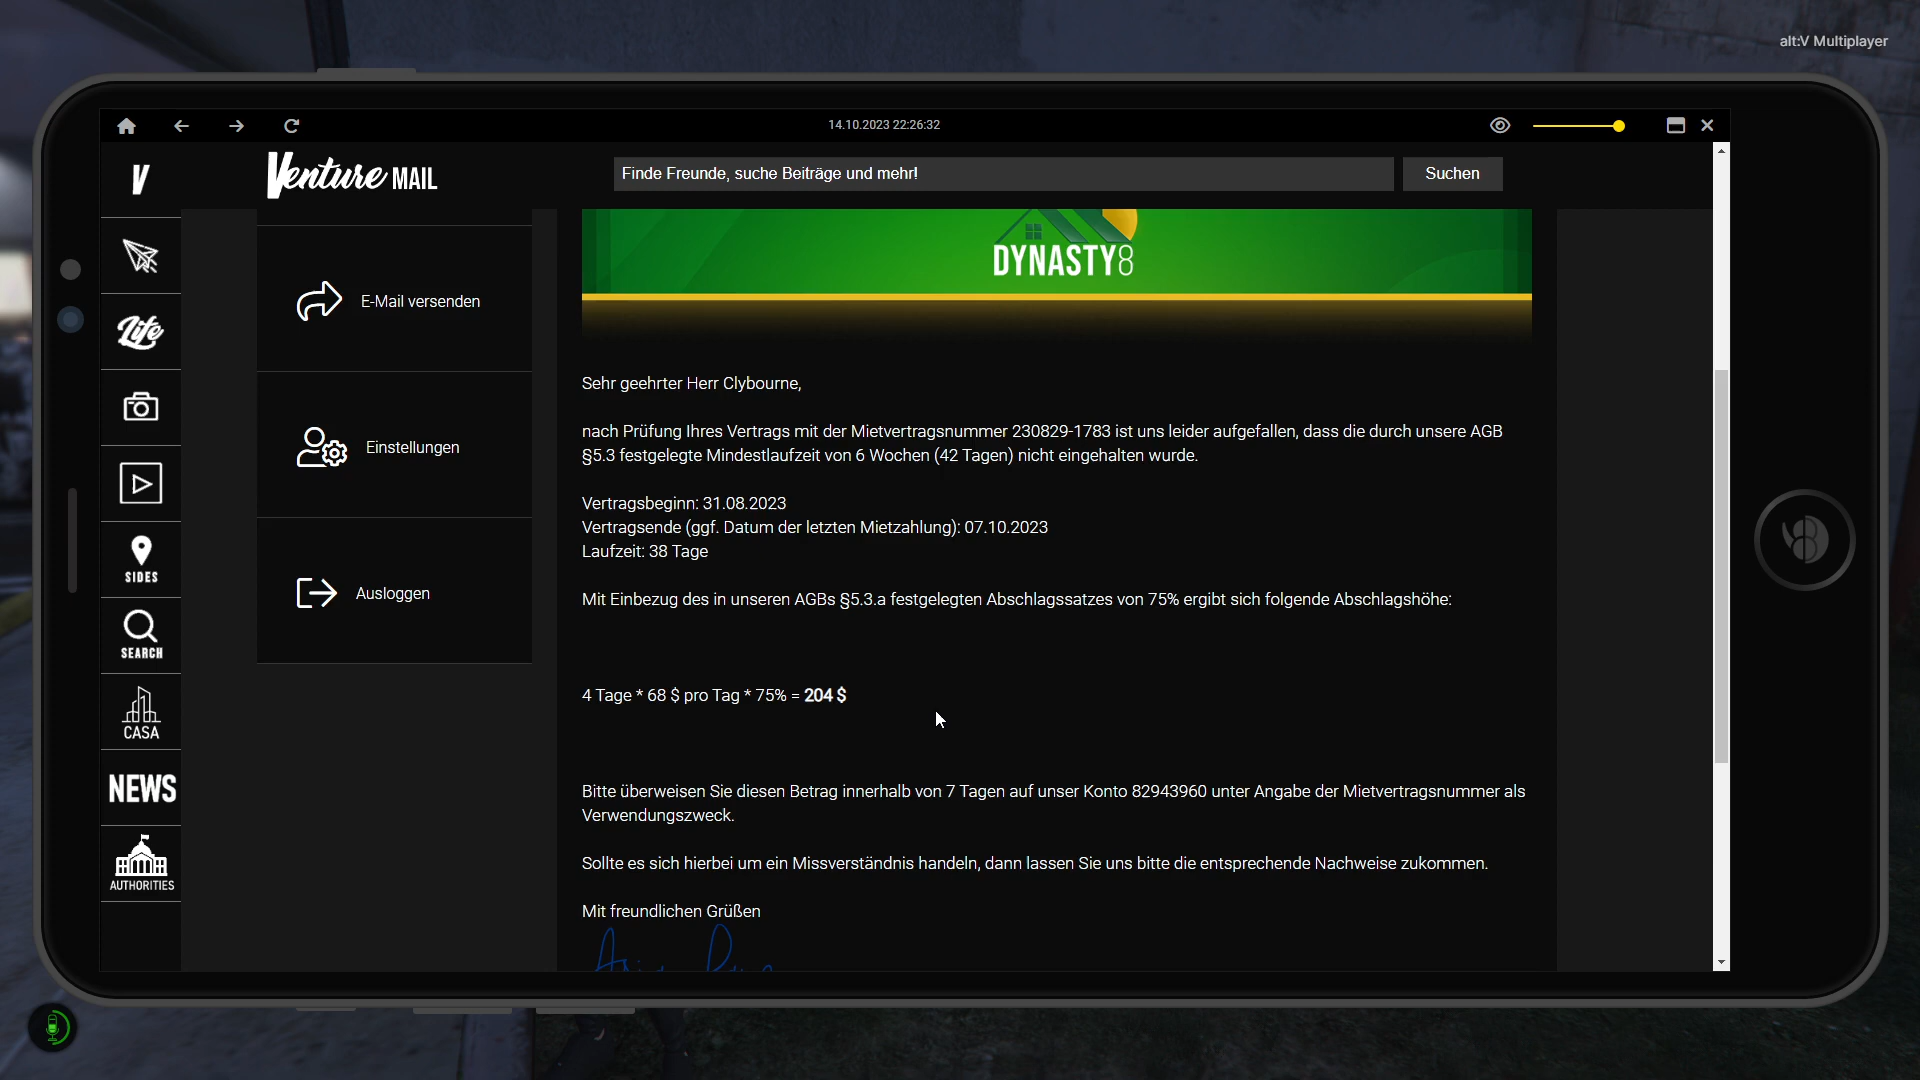 alt:V Multiplayer
14.10.2023 22:26:32
V
Venture MAIL
Finde Freunde, suche Beiträge und mehr!
Suchen
Life
SIDES
SEARCH
CASA
NEWS
AUTHORITIES
E-Mail versenden
Einstellungen
Ausloggen
DYNASTY8
Sehr geehrter Herr Clybourne,
nach Prüfung Ihres Vertrags mit der Mietvertragsnummer 230829-1783 ist uns leider aufgefallen, dass die durch unsere AGB
§5.3 festgelegte Mindestlaufzeit von 6 Wochen (42 Tagen) nicht eingehalten wurde.
Vertragsbeginn: 31.08.2023
Vertragsende (ggf. Datum der letzten Mietzahlung): 07.10.2023
Laufzeit: 38 Tage
Mit Einbezug des in unseren AGBs §5.3.a festgelegten Abschlagssatzes von 75% ergibt sich folgende Abschlagshöhe:
4 Tage * 68 $ pro Tag * 75% = 204 $
Bitte überweisen Sie diesen Betrag innerhalb von 7 Tagen auf unser Konto 82943960 unter Angabe der Mietvertragsnummer als
Verwendungszweck.
Sollte es sich hierbei um ein Missverständnis handeln, dann lassen Sie uns bitte die entsprechende Nachweise zukommen.
Mit freundlichen Grüßen